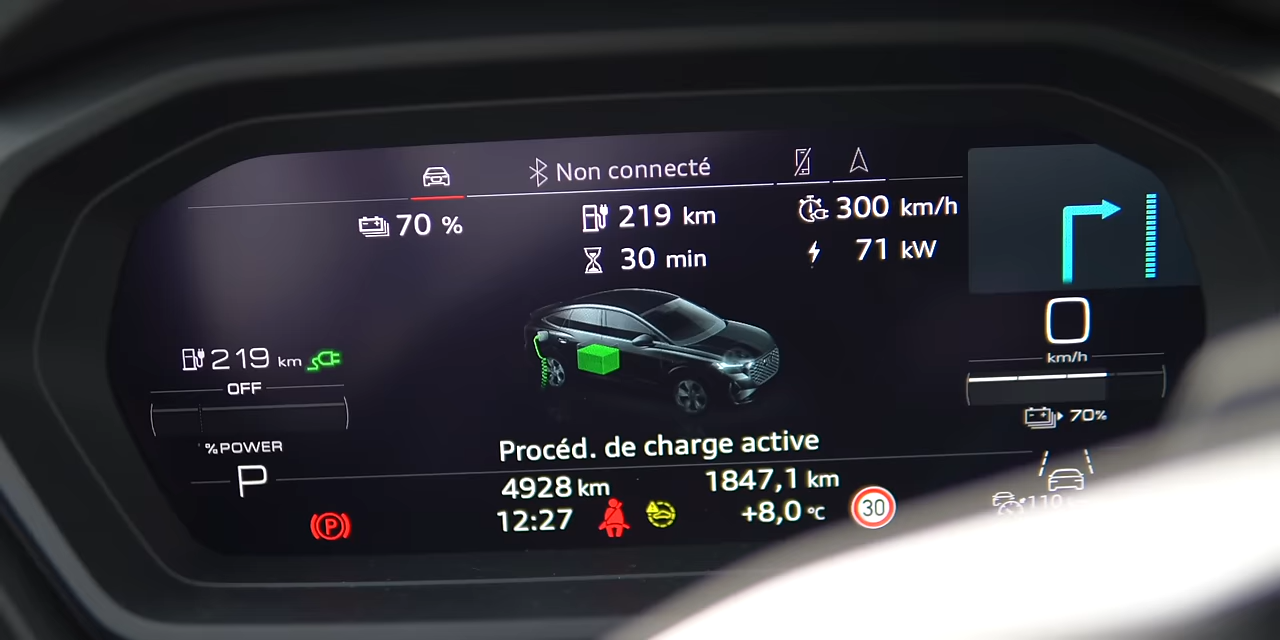 Non connecté
70 %
219 km
300 km/h
30 min
71 kW
219 km
OFF
% POWER
P
0
km/h
70%
Procéd. de charge active
4928 km
1847,1 km
12:27
+8,0 °C
30
P